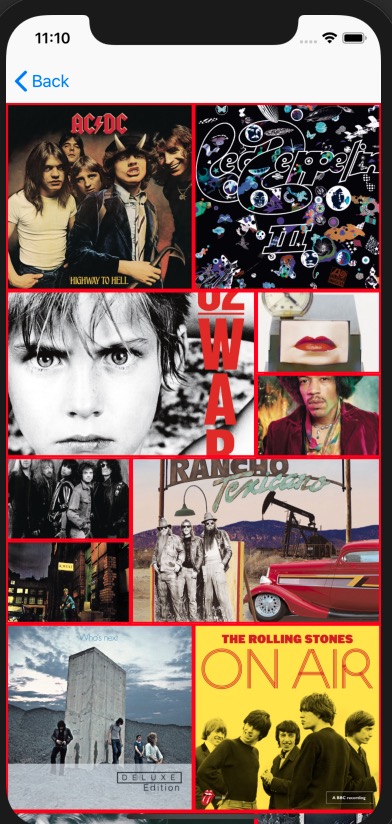 11:10
Back
AC/DC
HIGHWAY TO HELL
Led Zeppelin
III
U2
WAR
RANCHO
Texicano
Who's next
DELUXE
Edition
THE ROLLING STONES
ON AIR
A BBC recording